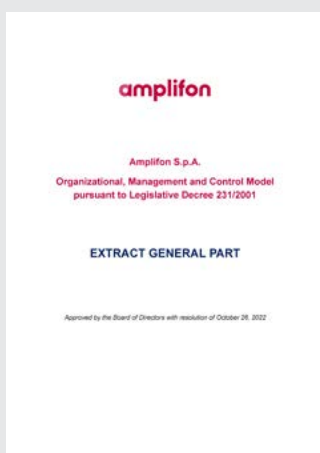 amplifon
Amplifon S.p.A.
Organizational, Management and Control Model
pursuant to Legislative Decree 231/2001
EXTRACT GENERAL PART
Approved by the Board of Directors with resolution of October 26, 2022